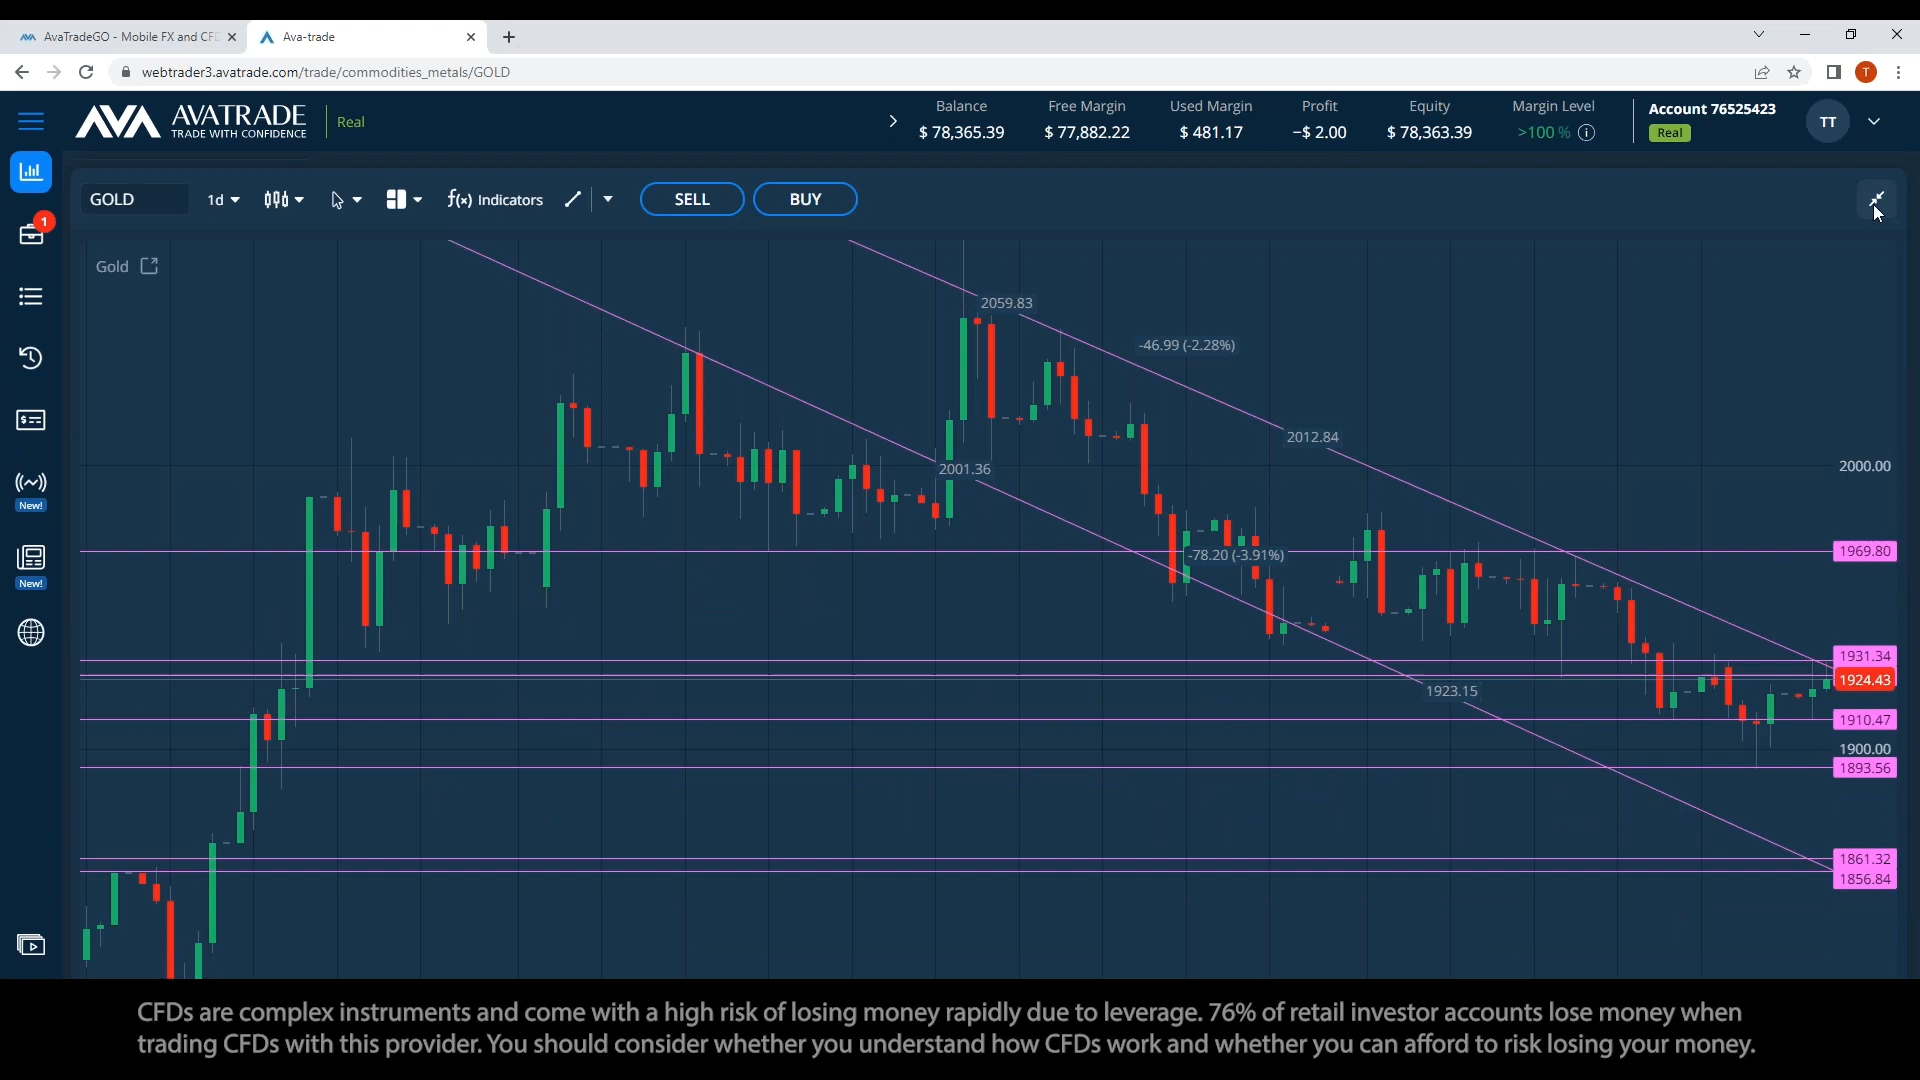 AvaTradeGO - Mobile FX and CFD
Ava-trade
webtrader3.avatrade.com/trade/commodities_metals/GOLD
T
AVA AVATRADE
TRADE WITH CONFIDENCE
Real
Balance
$ 78,365.39
Free Margin
$ 77,882.22
Used Margin
$ 481.17
Profit
−$ 2.00
Equity
$ 78,363.39
Margin Level
>100 %
Account 76525423
Real
TT
1
New!
New!
GOLD
1d
f(x) Indicators
SELL
BUY
Gold
2059.83
-46.99 (-2.28%)
2012.84
2001.36
-78.20 (-3.91%)
1923.15
2000.00
1969.80
1931.34
1924.43
1910.47
1900.00
1893.56
1861.32
1856.84
CFDs are complex instruments and come with a high risk of losing money rapidly due to leverage. 76% of retail investor accounts lose money when
trading CFDs with this provider. You should consider whether you understand how CFDs work and whether you can afford to risk losing your money.